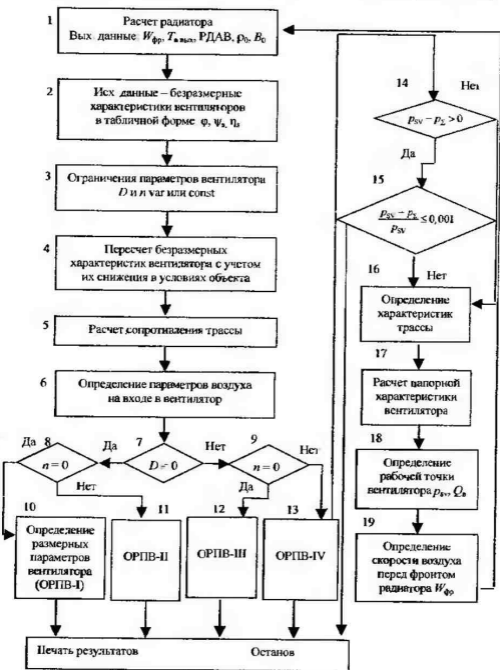 1
Расчет радиатора
Вых. данные: Wфр, Tв вых, РДАВ, ρ0, B0
2
Исх данные – безразмерные
характеристики вентиляторов
в табличной форме φ, ψs, ηs
3
Ограничения параметров вентилятора
D и n var или const
4
Пересчет безразмерных
характеристик вентилятора с учетом
их снижения в условиях объекта
5
Расчет сопротивления трассы
6
Определение параметров воздуха
на входе в вентилятор
Да 8
n = 0
Нет
Да 7
D = 0
Нет 9
n = 0
Нет
Да
10
Определение
размерных
параметров
вентилятора
(ОРПВ-I)
11
ОРПВ-II
12
ОРПВ-III
13
ОРПВ-IV
Печать результатов Останов
14
Нет
pSV – pΣ > 0
Да
15
pSV – pΣ
pSV
≤ 0,001
16
Нет
Определение
характеристик
трассы
17
Расчет напорной
характеристики
вентилятора
18
Определение
рабочей точки
вентилятора psv, Qв
19
Определение
скорости воздуха
перед фронтом
радиатора Wфр